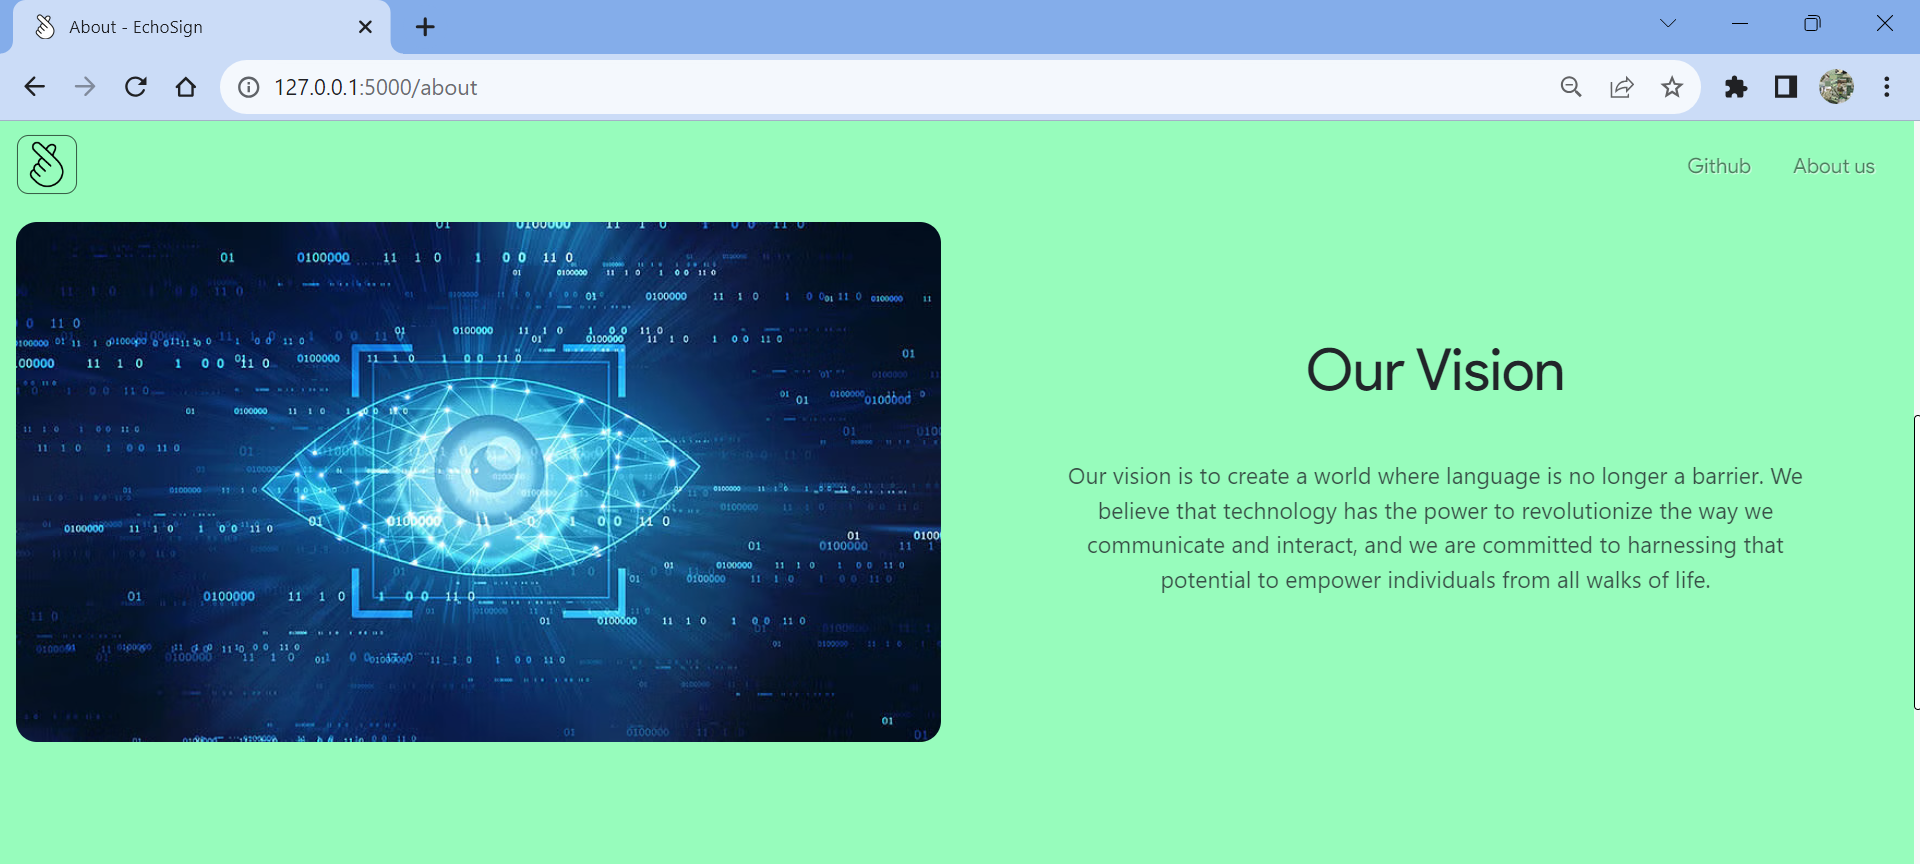 About - EchoSign
127.0.0.1:5000/about
Github
About us
Our Vision
Our vision is to create a world where language is no longer a barrier. We
believe that technology has the power to revolutionize the way we
communicate and interact, and we are committed to harnessing that
potential to empower individuals from all walks of life.